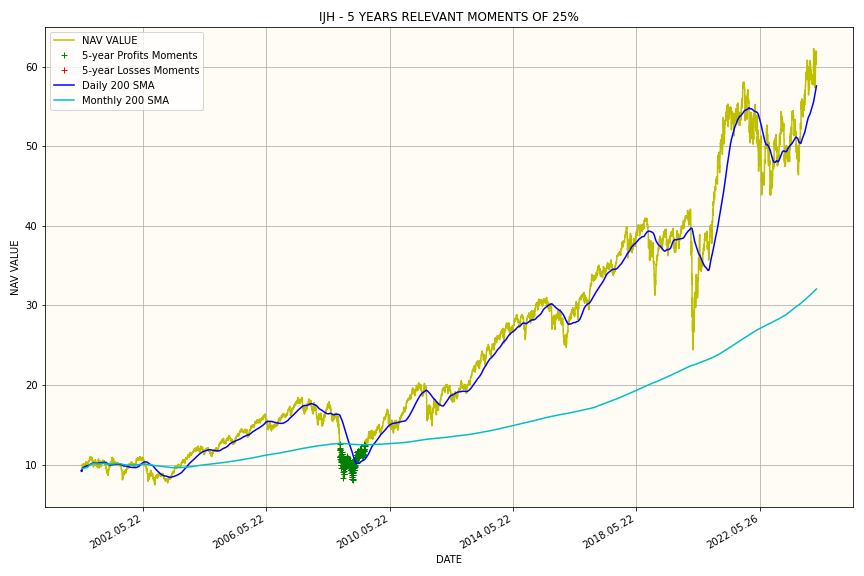 IJH - 5 YEARS RELEVANT MOMENTS OF 25%
NAV VALUE
5-year Profits Moments
5-year Losses Moments
Daily 200 SMA
Monthly 200 SMA
60
50
40
30
20
10
NAV VALUE
2002.05.22
2006.05.22
2010.05.22
2014.05.22
2018.05.22
2022.05.26
DATE